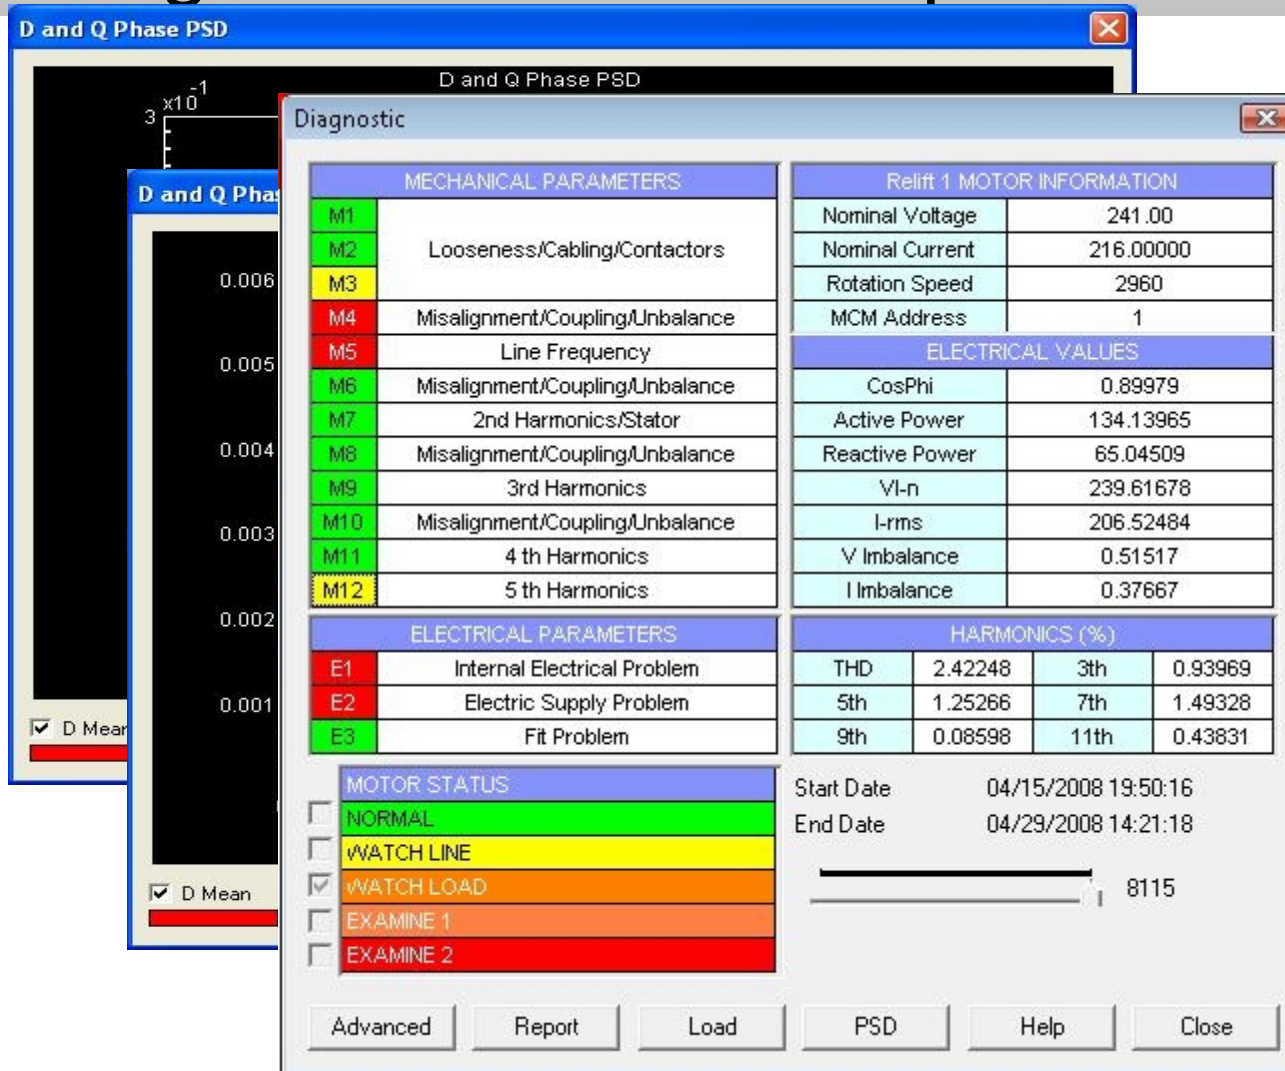 D and Q Phase PSD
D and Q Phase PSD
x10 -1
3
D and Q Phas
0.006
0.005
0.004
0.003
0.002
0.001
D Mear
D Mean
Diagnostic
MECHANICAL PARAMETERS
M1
M2 Looseness/Cabling/Contactors
M3
M4 Misalignment/Coupling/Unbalance
M5 Line Frequency
M6 Misalignment/Coupling/Unbalance
M7 2nd Harmonics/Stator
M8 Misalignment/Coupling/Unbalance
M9 3rd Harmonics
M10 Misalignment/Coupling/Unbalance
M11 4 th Harmonics
M12 5 th Harmonics
ELECTRICAL PARAMETERS
E1 Internal Electrical Problem
E2 Electric Supply Problem
E3 Fit Problem
MOTOR STATUS
NORMAL
WATCH LINE
WATCH LOAD
EXAMINE 1
EXAMINE 2
Relift 1 MOTOR INFORMATION
Nominal Voltage 241.00
Nominal Current 216.00000
Rotation Speed 2960
MCM Address 1
ELECTRICAL VALUES
CosPhi 0.89979
Active Power 134.13965
Reactive Power 65.04509
Vl-n 239.61678
I-rms 206.52484
V Imbalance 0.51517
I Imbalance 0.37667
HARMONICS (%)
THD 2.42248 3th 0.93969
5th 1.25266 7th 1.49328
9th 0.08598 11th 0.43831
Start Date 04/15/2008 19:50:16
End Date 04/29/2008 14:21:18
8115
Advanced Report Load PSD Help Close